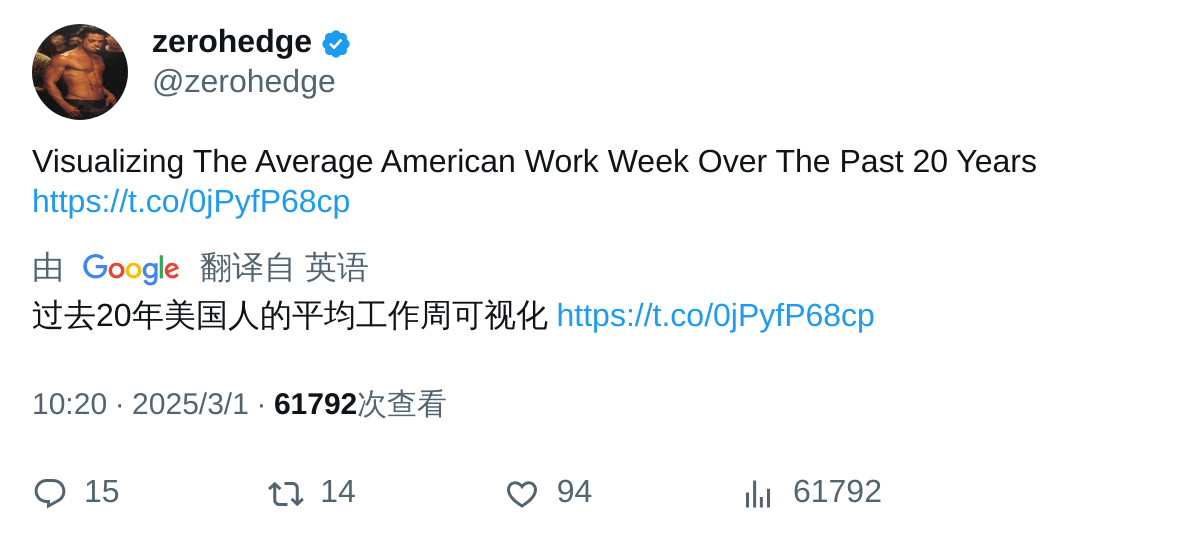 zerohedge
@zerohedge
Visualizing The Average American Work Week Over The Past 20 Years
https://t.co/0jPyfP68cp
由 Google 翻译自 英语
过去20年美国人的平均工作周可视化 https://t.co/0jPyfP68cp
10:20 · 2025/3/1 · 61792次查看
15 14 94 61792